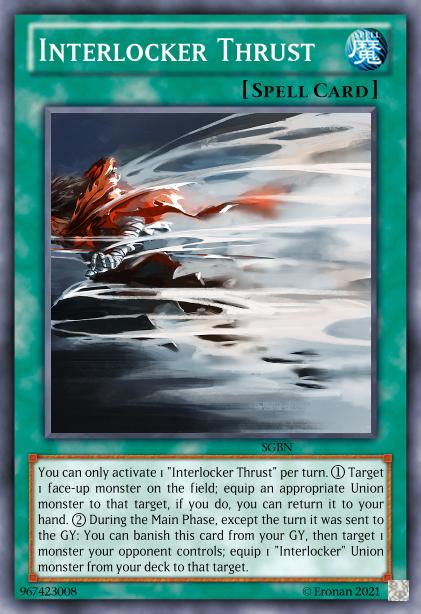 INTERLOCKER THRUST
SPELL
魔
[SPELL CARD]
SGBN
You can only activate 1 "Interlocker Thrust" per turn. ① Target
1 face-up monster on the field; equip an appropriate Union
monster to that target, if you do, you can return it to your
hand. ② During the Main Phase, except the turn it was sent to
the GY: You can banish this card from your GY, then target 1
monster your opponent controls; equip 1 "Interlocker" Union
monster from your deck to that target.
967423008
© Eronan 2021